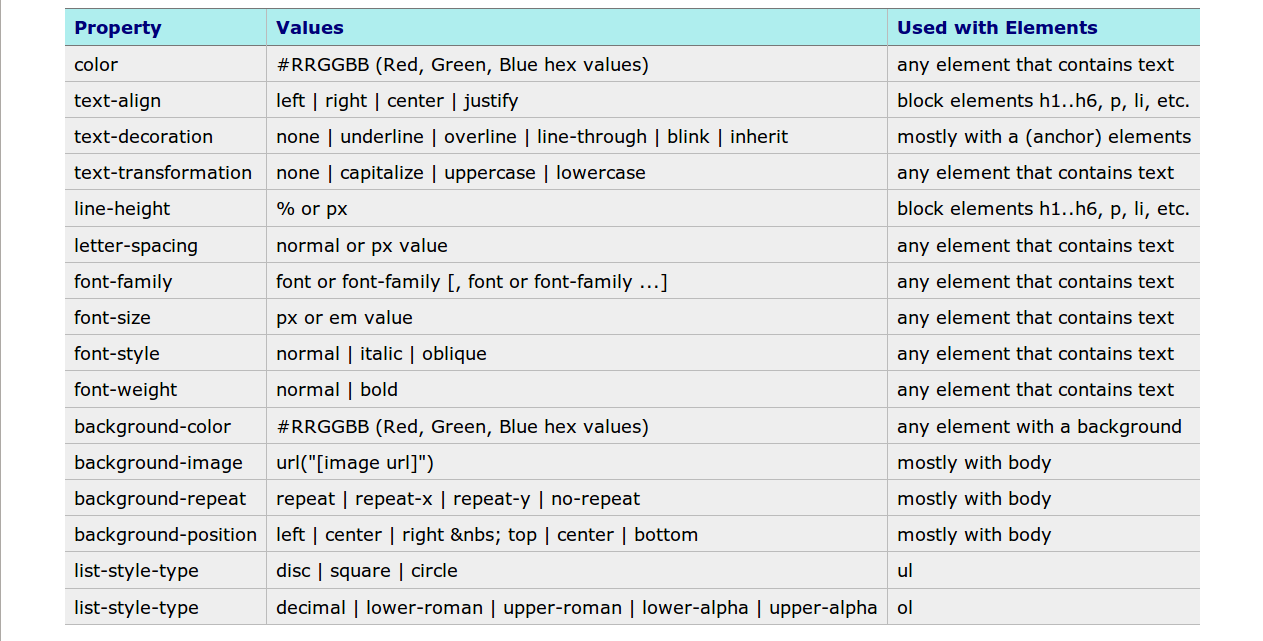 Property Values Used with Elements
color #RRGGBB (Red, Green, Blue hex values) any element that contains text
text-align left | right | center | justify block elements h1..h6, p, li, etc.
text-decoration none | underline | overline | line-through | blink | inherit mostly with a (anchor) elements
text-transformation none | capitalize | uppercase | lowercase any element that contains text
line-height % or px block elements h1..h6, p, li, etc.
letter-spacing normal or px value any element that contains text
font-family font or font-family [, font or font-family ...] any element that contains text
font-size px or em value any element that contains text
font-style normal | italic | oblique any element that contains text
font-weight normal | bold any element that contains text
background-color #RRGGBB (Red, Green, Blue hex values) any element with a background
background-image url("[image url]") mostly with body
background-repeat repeat | repeat-x | repeat-y | no-repeat mostly with body
background-position left | center | right &nbs; top | center | bottom mostly with body
list-style-type disc | square | circle ul
list-style-type decimal | lower-roman | upper-roman | lower-alpha | upper-alpha ol